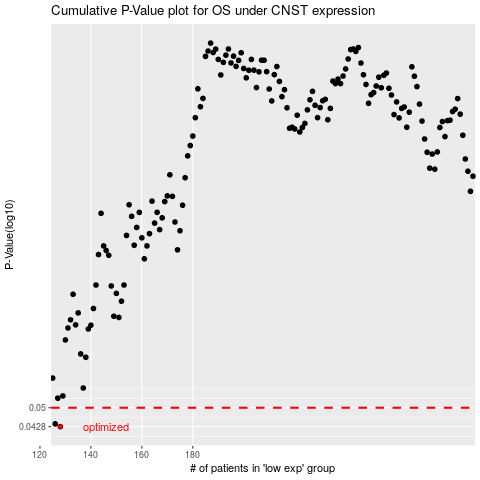 Cumulative P-Value plot for OS under CNST expression
P-Value(log10)
0.05
0.0428
optimized
120 140 160 180
# of patients in 'low exp' group